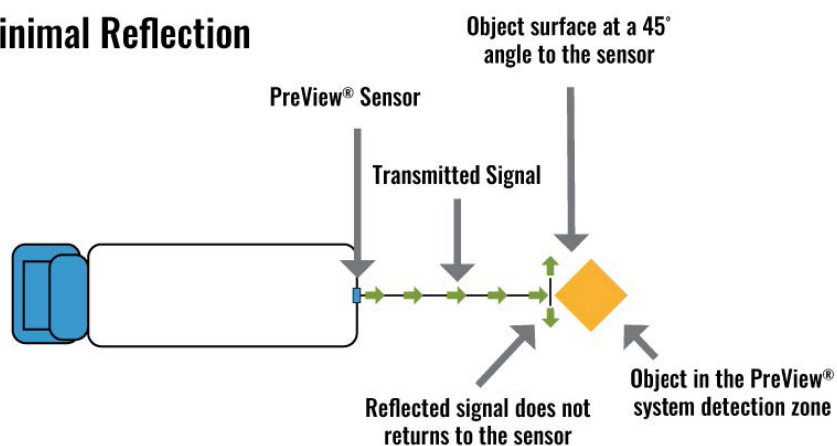 inimal Reflection
Object surface at a 45°
angle to the sensor
PreView® Sensor
Transmitted Signal
Reflected signal does not
returns to the sensor
Object in the PreView®
system detection zone